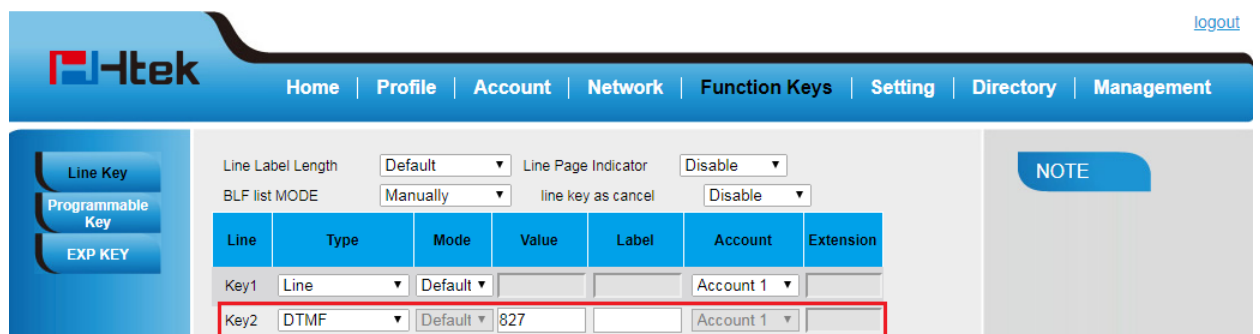 logout
Htek
Home | Profile | Account | Network | Function Keys | Setting | Directory | Management
Line Key
Programmable Key
EXP KEY
Line Label Length Default Line Page Indicator Disable
BLF list MODE Manually line key as cancel Disable
Line Type Mode Value Label Account Extension
Key1 Line Default Account 1
Key2 DTMF Default 827 Account 1
NOTE